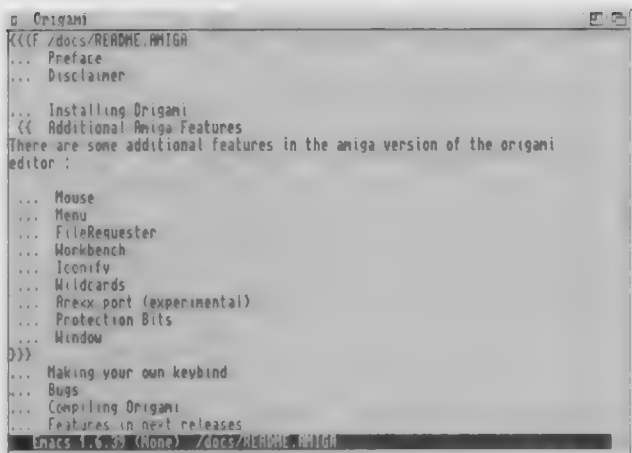 Origami
{{{F /docs/README.AMIGA
... Preface
... Disclaimer
... Installing Origami
{{ Additional Amiga Features
There are some additional features in the amiga version of the origami
editor :
... Mouse
... Menu
... FileRequester
... Workbench
... Iconify
... Wildcards
... Arexx port (experimental)
... Protection Bits
... Window
}}}
... Making your own keybind
... Bugs
... Compiling Origami
... Features in next releases
Emacs 1.6.39 (None) /docs/README.AMIGA